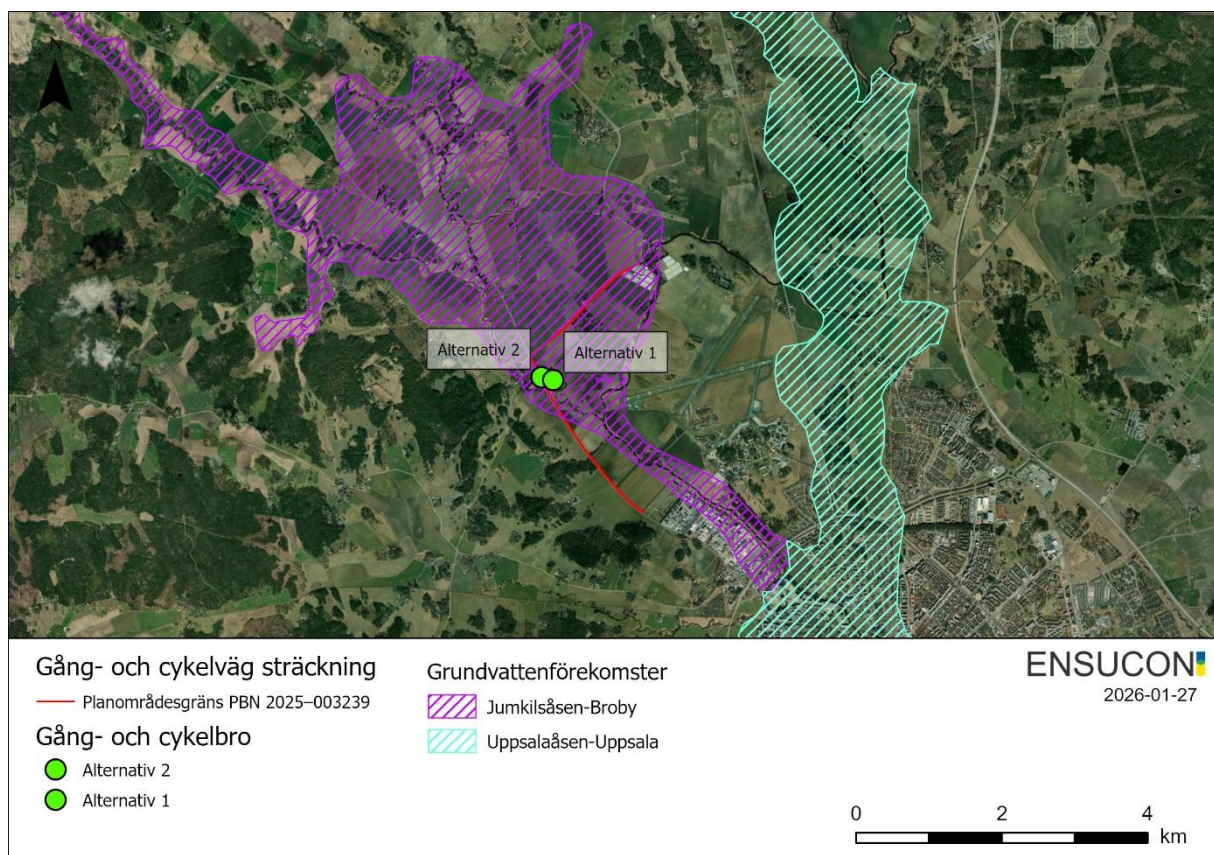 N
Alternativ 2
Alternativ 1
Gång- och cykelväg sträckning
Planområdesgräns PBN 2025–003239
Gång- och cykelbro
Alternativ 2
Alternativ 1
Grundvattenförekomster
Jumkilsåsen-Broby
Uppsalaåsen-Uppsala
ENSUCON
2026-01-27
0 2 4
km